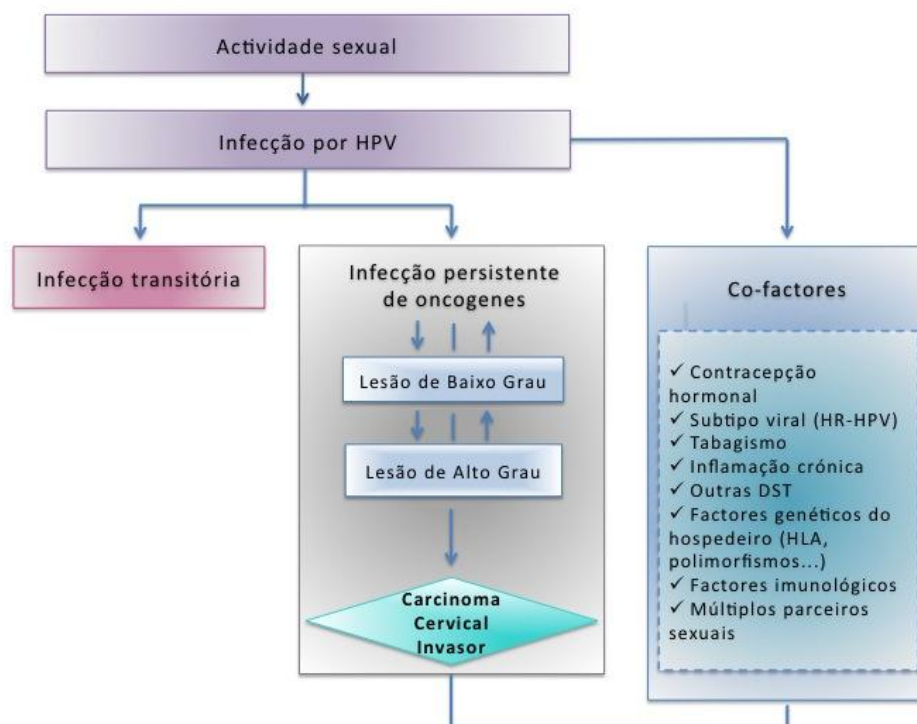 Actividade sexual
Infecção por HPV
Infecção transitória
Infecção persistente
de oncogenes
Lesão de Baixo Grau
Lesão de Alto Grau
Carcinoma
Cervical
Invasor
Co-factores
✓ Contracepção
hormonal
✓ Subtipo viral (HR-HPV)
✓ Tabagismo
✓ Inflamação crónica
✓ Outras DST
✓ Factores genéticos do
hospedeiro (HLA,
polimorfismos...)
✓ Factores imunológicos
✓ Múltiplos parceiros
sexuais